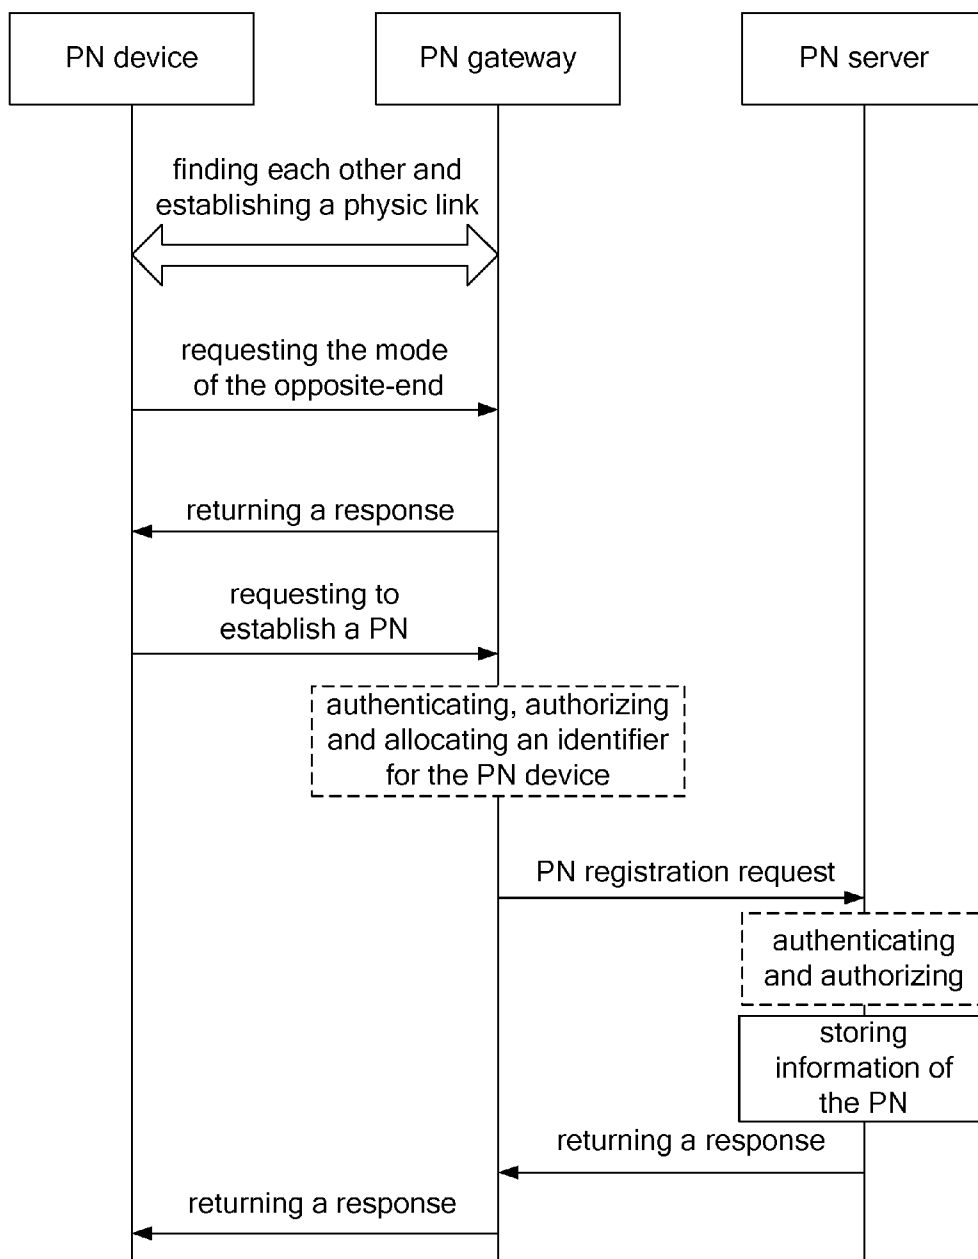 PN device
PN gateway
PN server
finding each other and
establishing a physic link
requesting the mode
of the opposite-end
returning a response
requesting to
establish a PN
authenticating, authorizing
and allocating an identifier
for the PN device
PN registration request
authenticating
and authorizing
storing
information of
the PN
returning a response
returning a response